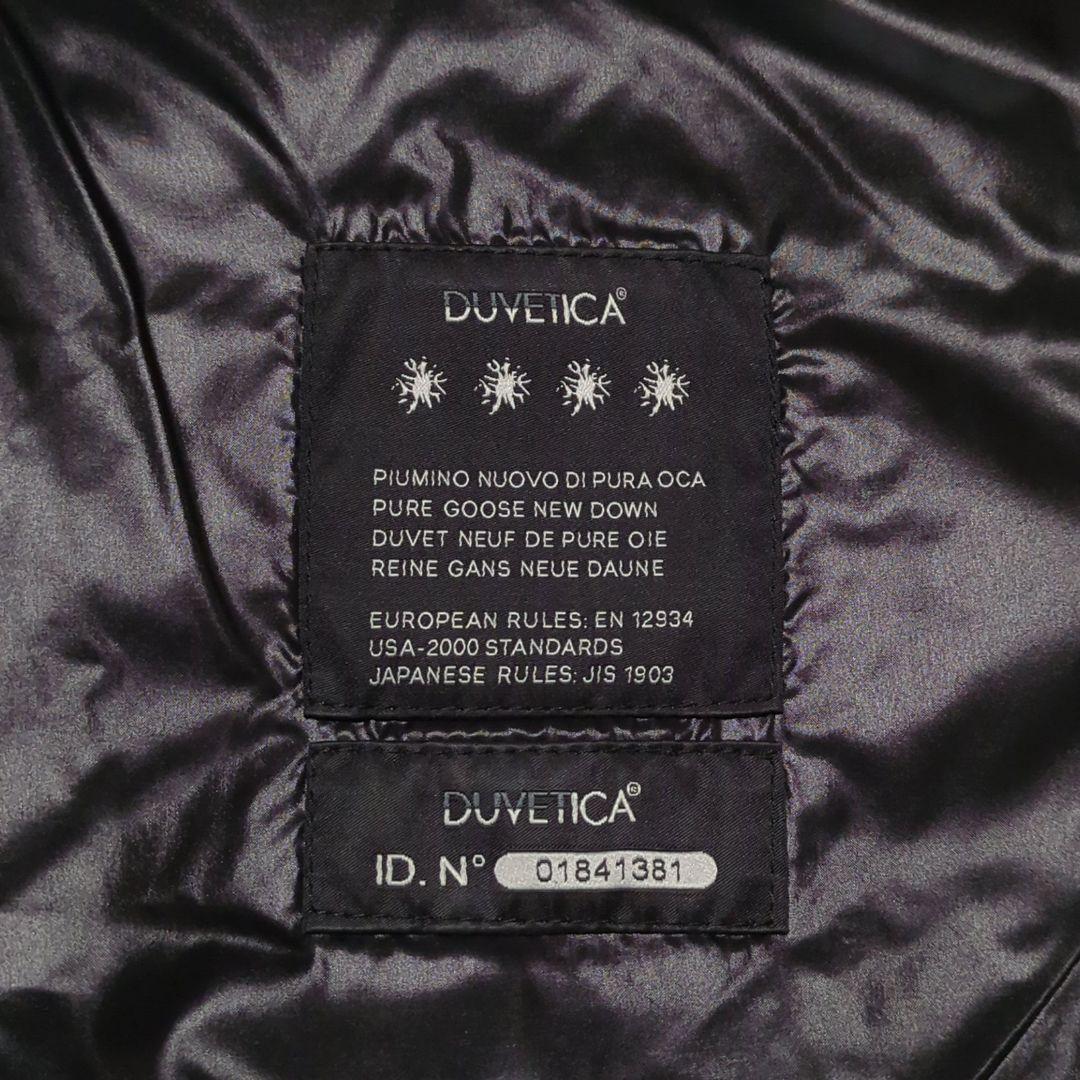 DUVETICA®
PIUMINO NUOVO DI PURA OCA
PURE GOOSE NEW DOWN
DUVET NEUF DE PURE OIE
REINE GANS NEUE DAUNE
EUROPEAN RULES: EN 12934
USA-2000 STANDARDS
JAPANESE RULES: JIS 1903
DUVETICA®
ID. N° 01841381